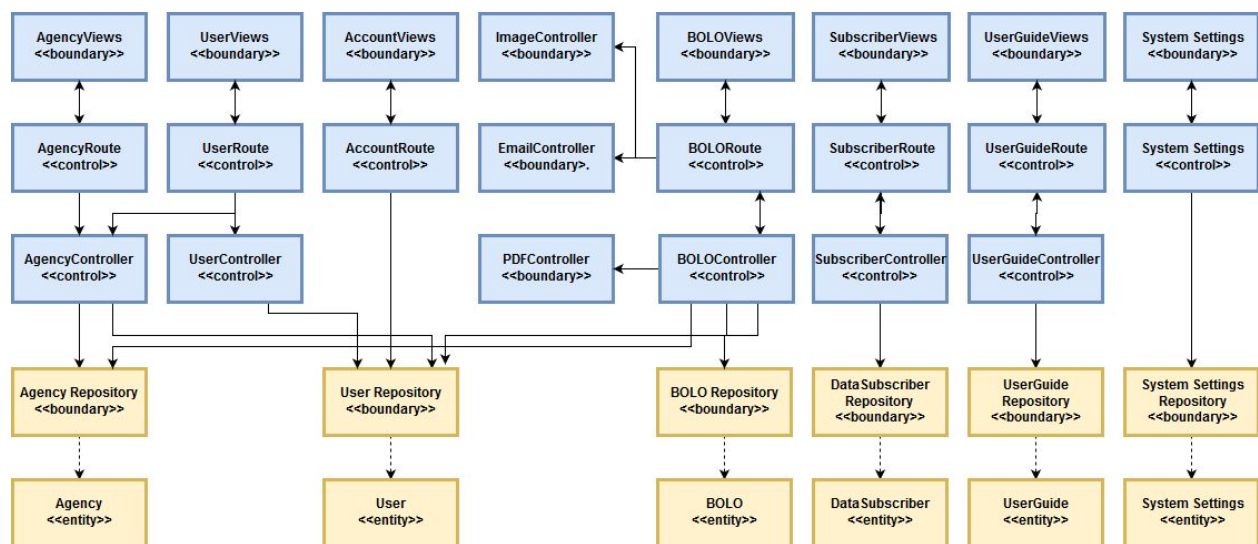 AgencyViews
<<boundary>>
UserViews
<<boundary>>
AccountViews
<<boundary>>
ImageController
<<boundary>>
BOLOViews
<<boundary>>
SubscriberViews
<<boundary>>
UserGuideViews
<<boundary>>
System Settings
<<boundary>>
AgencyRoute
<<control>>
UserRoute
<<control>>
AccountRoute
<<control>>
EmailController
<<boundary>.
BOLORoute
<<control>>
SubscriberRoute
<<control>>
UserGuideRoute
<<control>>
System Settings
<<control>>
AgencyController
<<control>>
UserController
<<control>>
PDFController
<<boundary>>
BOLOController
<<control>>
SubscriberController
<<control>>
UserGuideController
<<control>>
Agency Repository
<<boundary>>
User Repository
<<boundary>>
BOLO Repository
<<boundary>>
DataSubscriber
Repository
<<boundary>>
UserGuide
Repository
<<boundary>>
System Settings
Repository
<<boundary>>
Agency
<<entity>>
User
<<entity>>
BOLO
<<entity>>
DataSubscriber
<<entity>>
UserGuide
<<entity>>
System Settings
<<entity>>